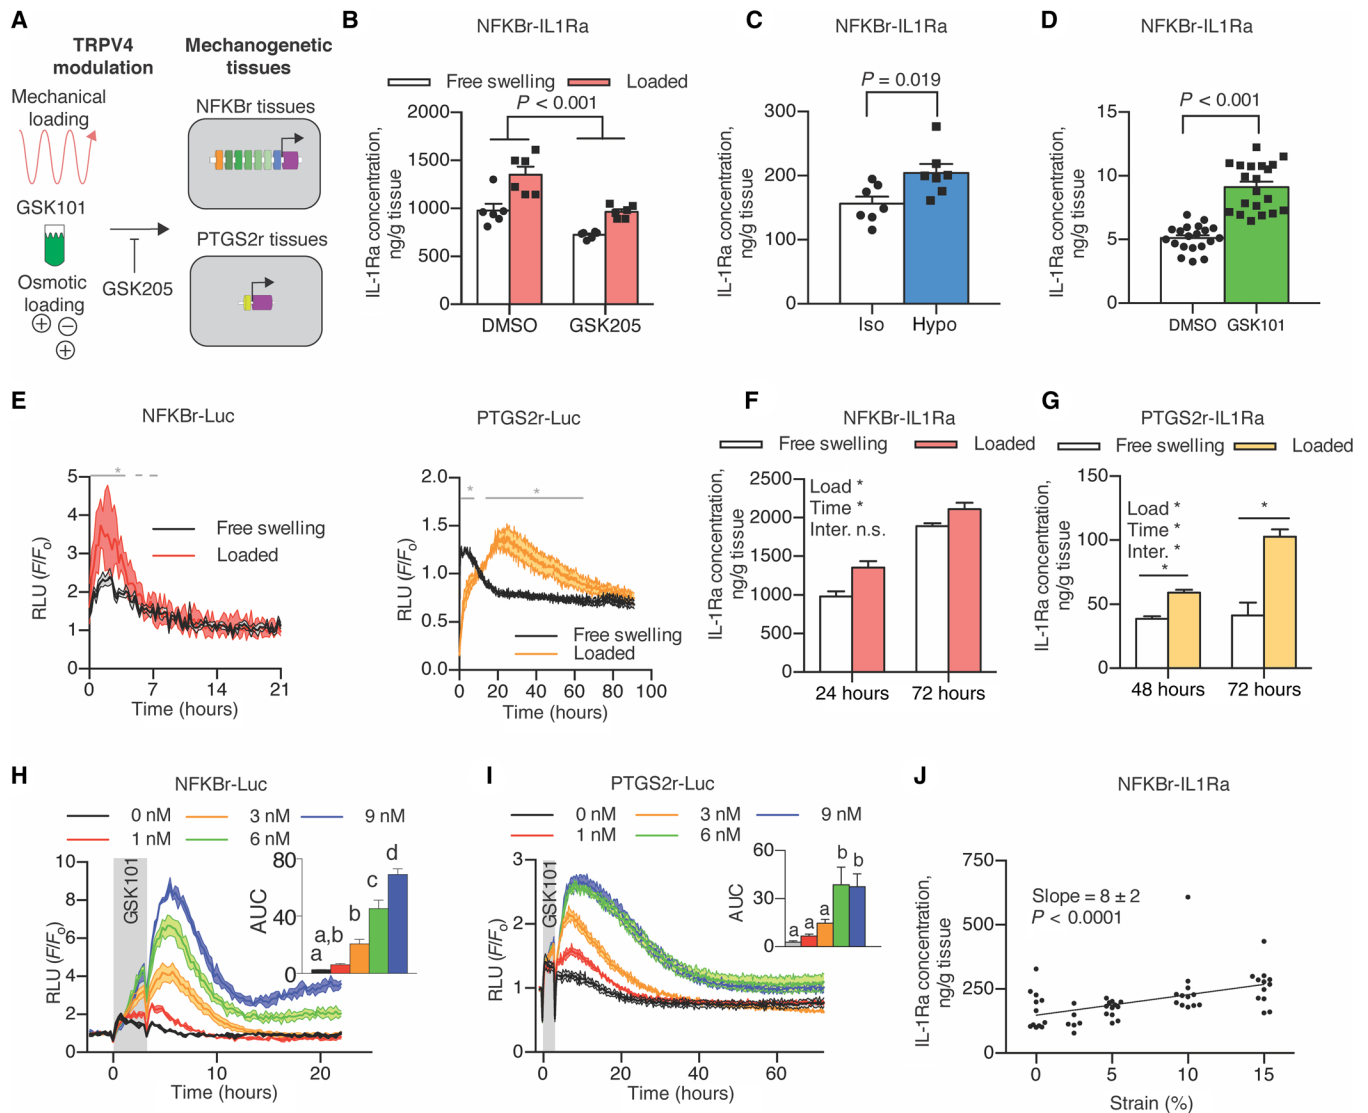 A
TRPV4
modulation
Mechanogenetic
tissues
Mechanical
loading
NFKBr tissues
GSK101
PTGS2r tissues
Osmotic
loading
GSK205
+
−
+
B
NFKBr-IL1Ra
Free swelling
Loaded
P < 0.001
IL-1Ra concentration,
ng/g tissue
2000
1500
1000
500
0
DMSO
GSK205
C
NFKBr-IL1Ra
P = 0.019
IL-1Ra concentration,
ng/g tissue
300
200
100
0
Iso
Hypo
D
NFKBr-IL1Ra
P < 0.001
IL-1Ra concentration,
ng/g tissue
15
10
5
0
DMSO
GSK101
E
NFKBr-Luc
*
Free swelling
Loaded
RLU (F/Fo)
5
4
3
2
1
0
0 7 14 21
Time (hours)
PTGS2r-Luc
* *
RLU (F/Fo)
2.0
1.5
1.0
0.5
0.0
Free swelling
Loaded
0 20 40 60 80 100
Time (hours)
F
NFKBr-IL1Ra
Free swelling
Loaded
Load *
Time *
Inter. n.s.
IL-1Ra concentration,
ng/g tissue
2500
2000
1500
1000
500
0
24 hours
72 hours
G
PTGS2r-IL1Ra
Free swelling
Loaded
Load *
Time *
Inter. *
*
*
IL-1Ra concentration,
ng/g tissue
150
100
50
0
48 hours
72 hours
H
NFKBr-Luc
0 nM
3 nM
9 nM
1 nM
6 nM
GSK101
RLU (F/Fo)
10
8
6
4
2
0
0 10 20
Time (hours)
AUC
80
40
0
a
a,b
b
c
d
I
PTGS2r-Luc
0 nM
3 nM
9 nM
1 nM
6 nM
GSK101
RLU (F/Fo)
3
2
1
0
0 20 40 60
Time (hours)
AUC
60
30
0
a
a
a
b
b
J
NFKBr-IL1Ra
Slope = 8 ± 2
P < 0.0001
IL-1Ra concentration,
ng/g tissue
750
500
250
0
0 5 10 15
Strain (%)